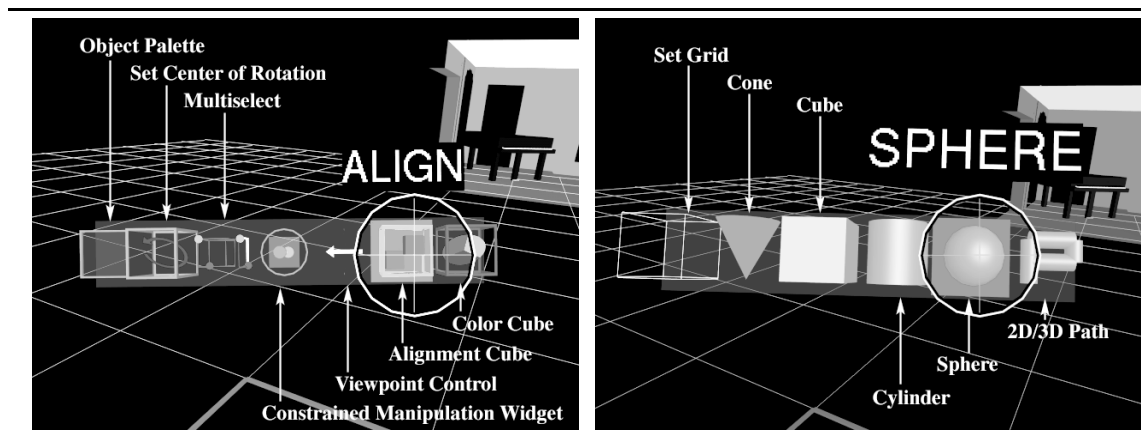 Object Palette
Set Center of Rotation
Multiselect
ALIGN
Color Cube
Alignment Cube
Viewpoint Control
Constrained Manipulation Widget
Set Grid
Cone
Cube
SPHERE
2D/3D Path
Sphere
Cylinder